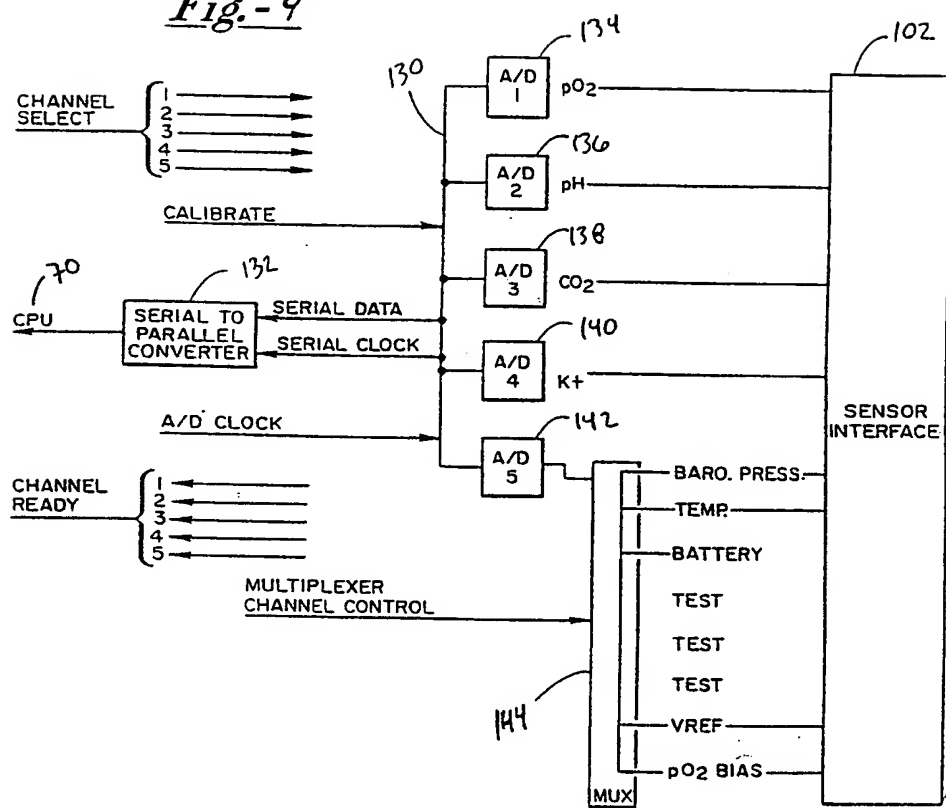 Fig.-9
134
102
130
A/D
1
pO2
CHANNEL
SELECT
1
2
3
4
5
136
A/D
2
pH
CALIBRATE
138
A/D
3
CO2
70
CPU
132
SERIAL TO
PARALLEL
CONVERTER
SERIAL DATA
SERIAL CLOCK
140
A/D
4
K+
SENSOR
INTERFACE
A/D CLOCK
142
A/D
5
CHANNEL
READY
1
2
3
4
5
BARO. PRESS.
TEMP.
BATTERY
MULTIPLEXER
CHANNEL CONTROL
TEST
TEST
TEST
144
VREF
pO2 BIAS
MUX